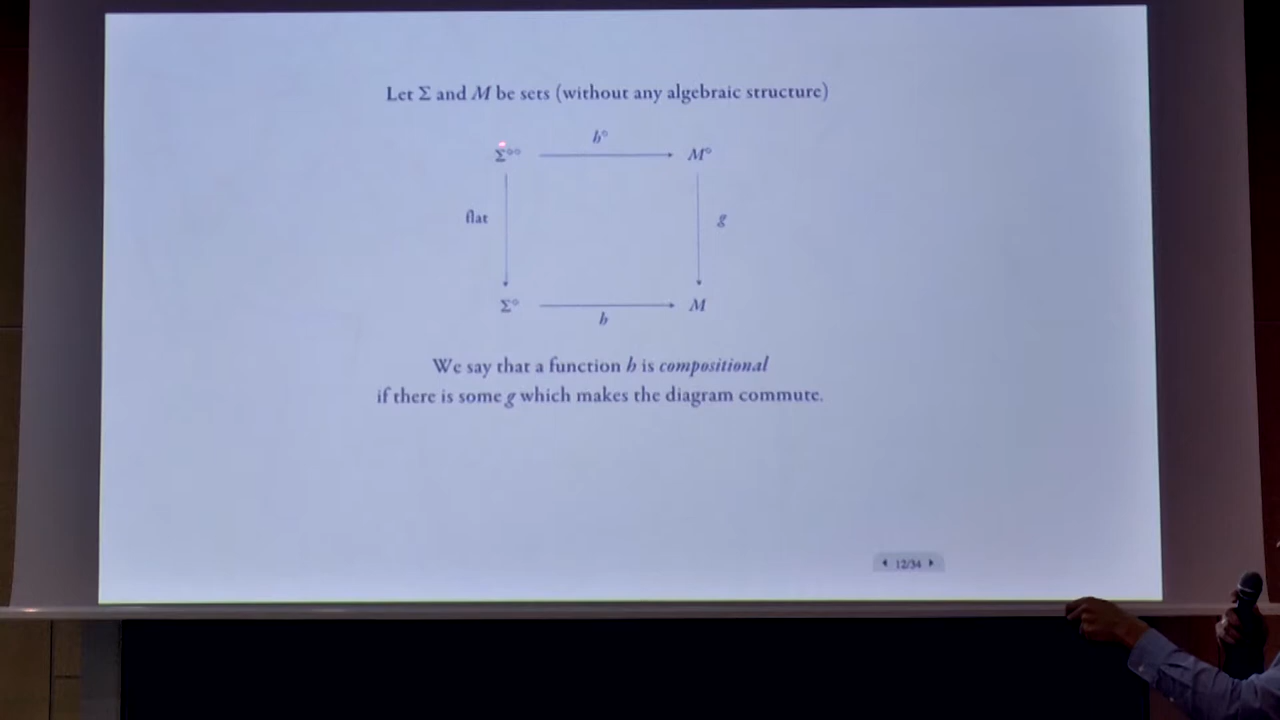 Let Σ and M be sets (without any algebraic structure)
h°
Σ°° M°
flat g
Σ° M
h
We say that a function h is compositional
if there is some g which makes the diagram commute.
12/34